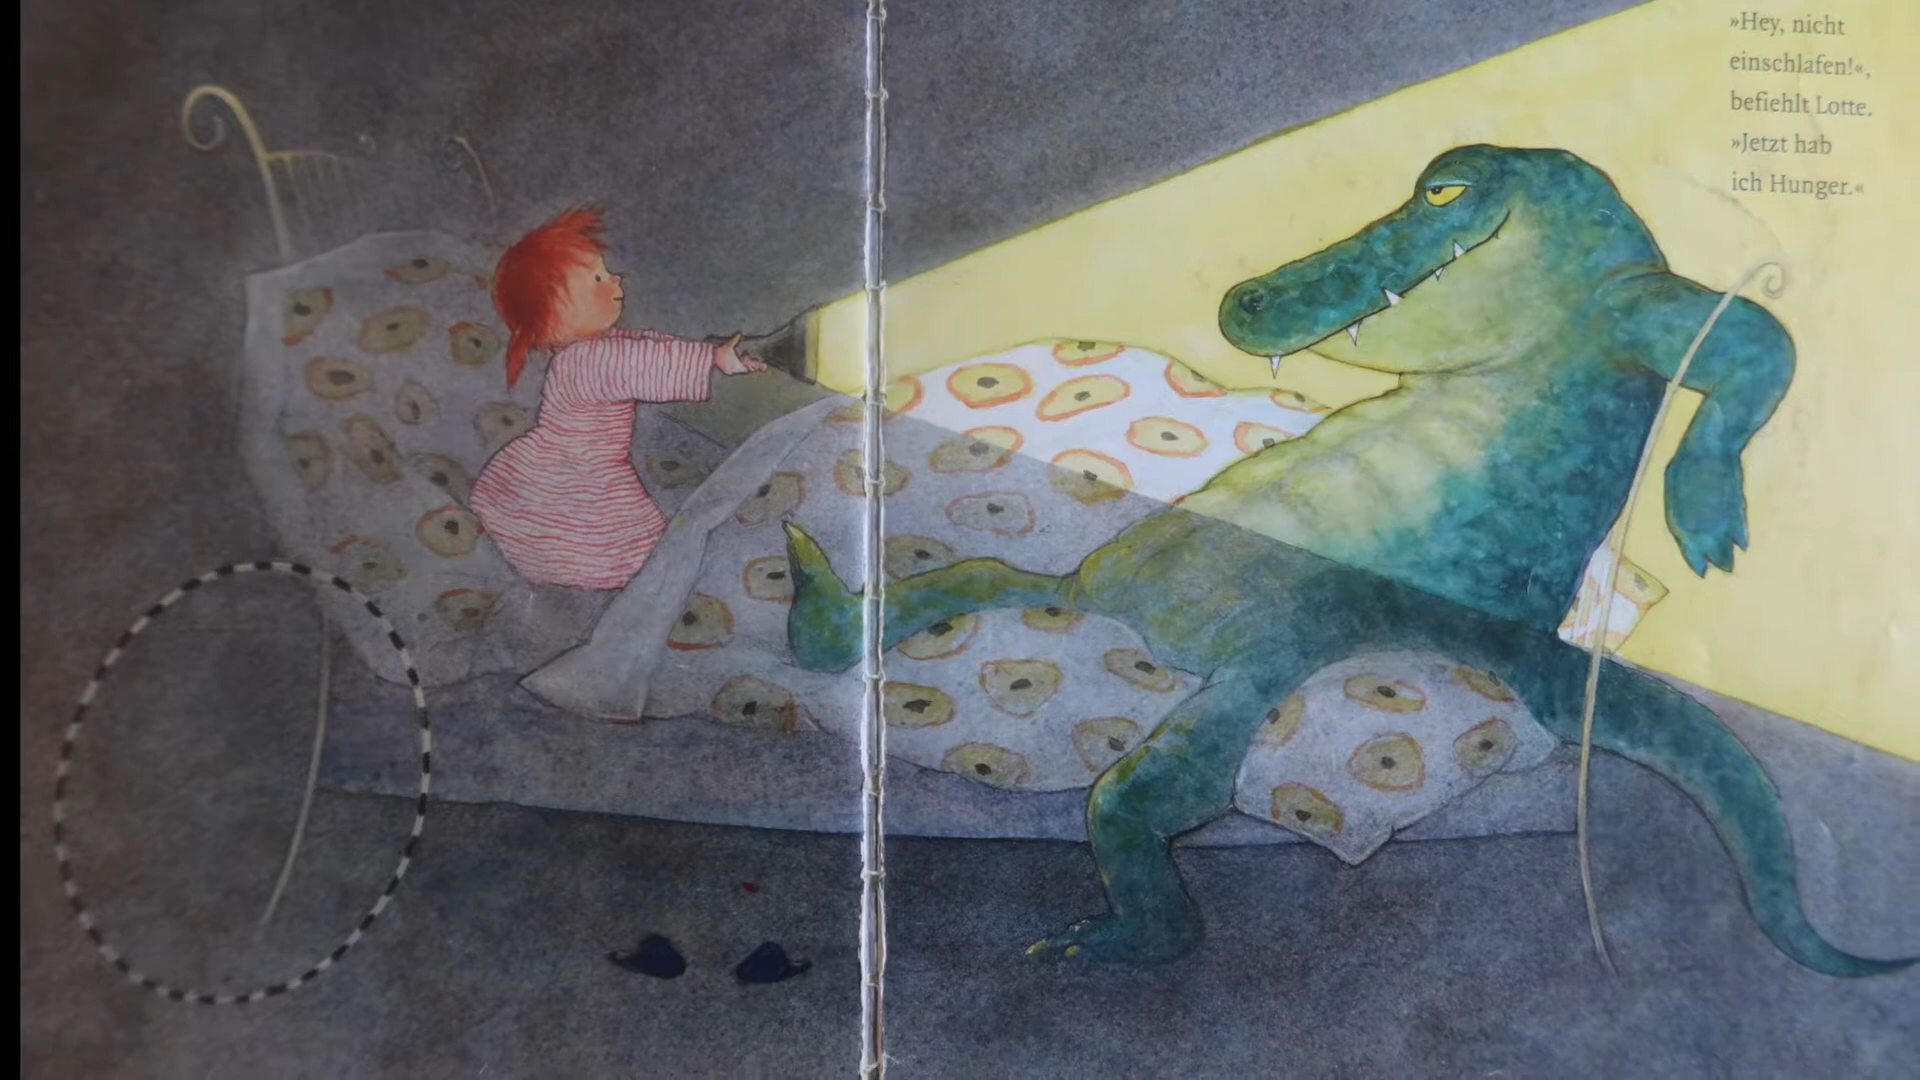 »Hey, nicht
einschlafen!«,
befiehlt Lotte.
»Jetzt hab
ich Hunger.«